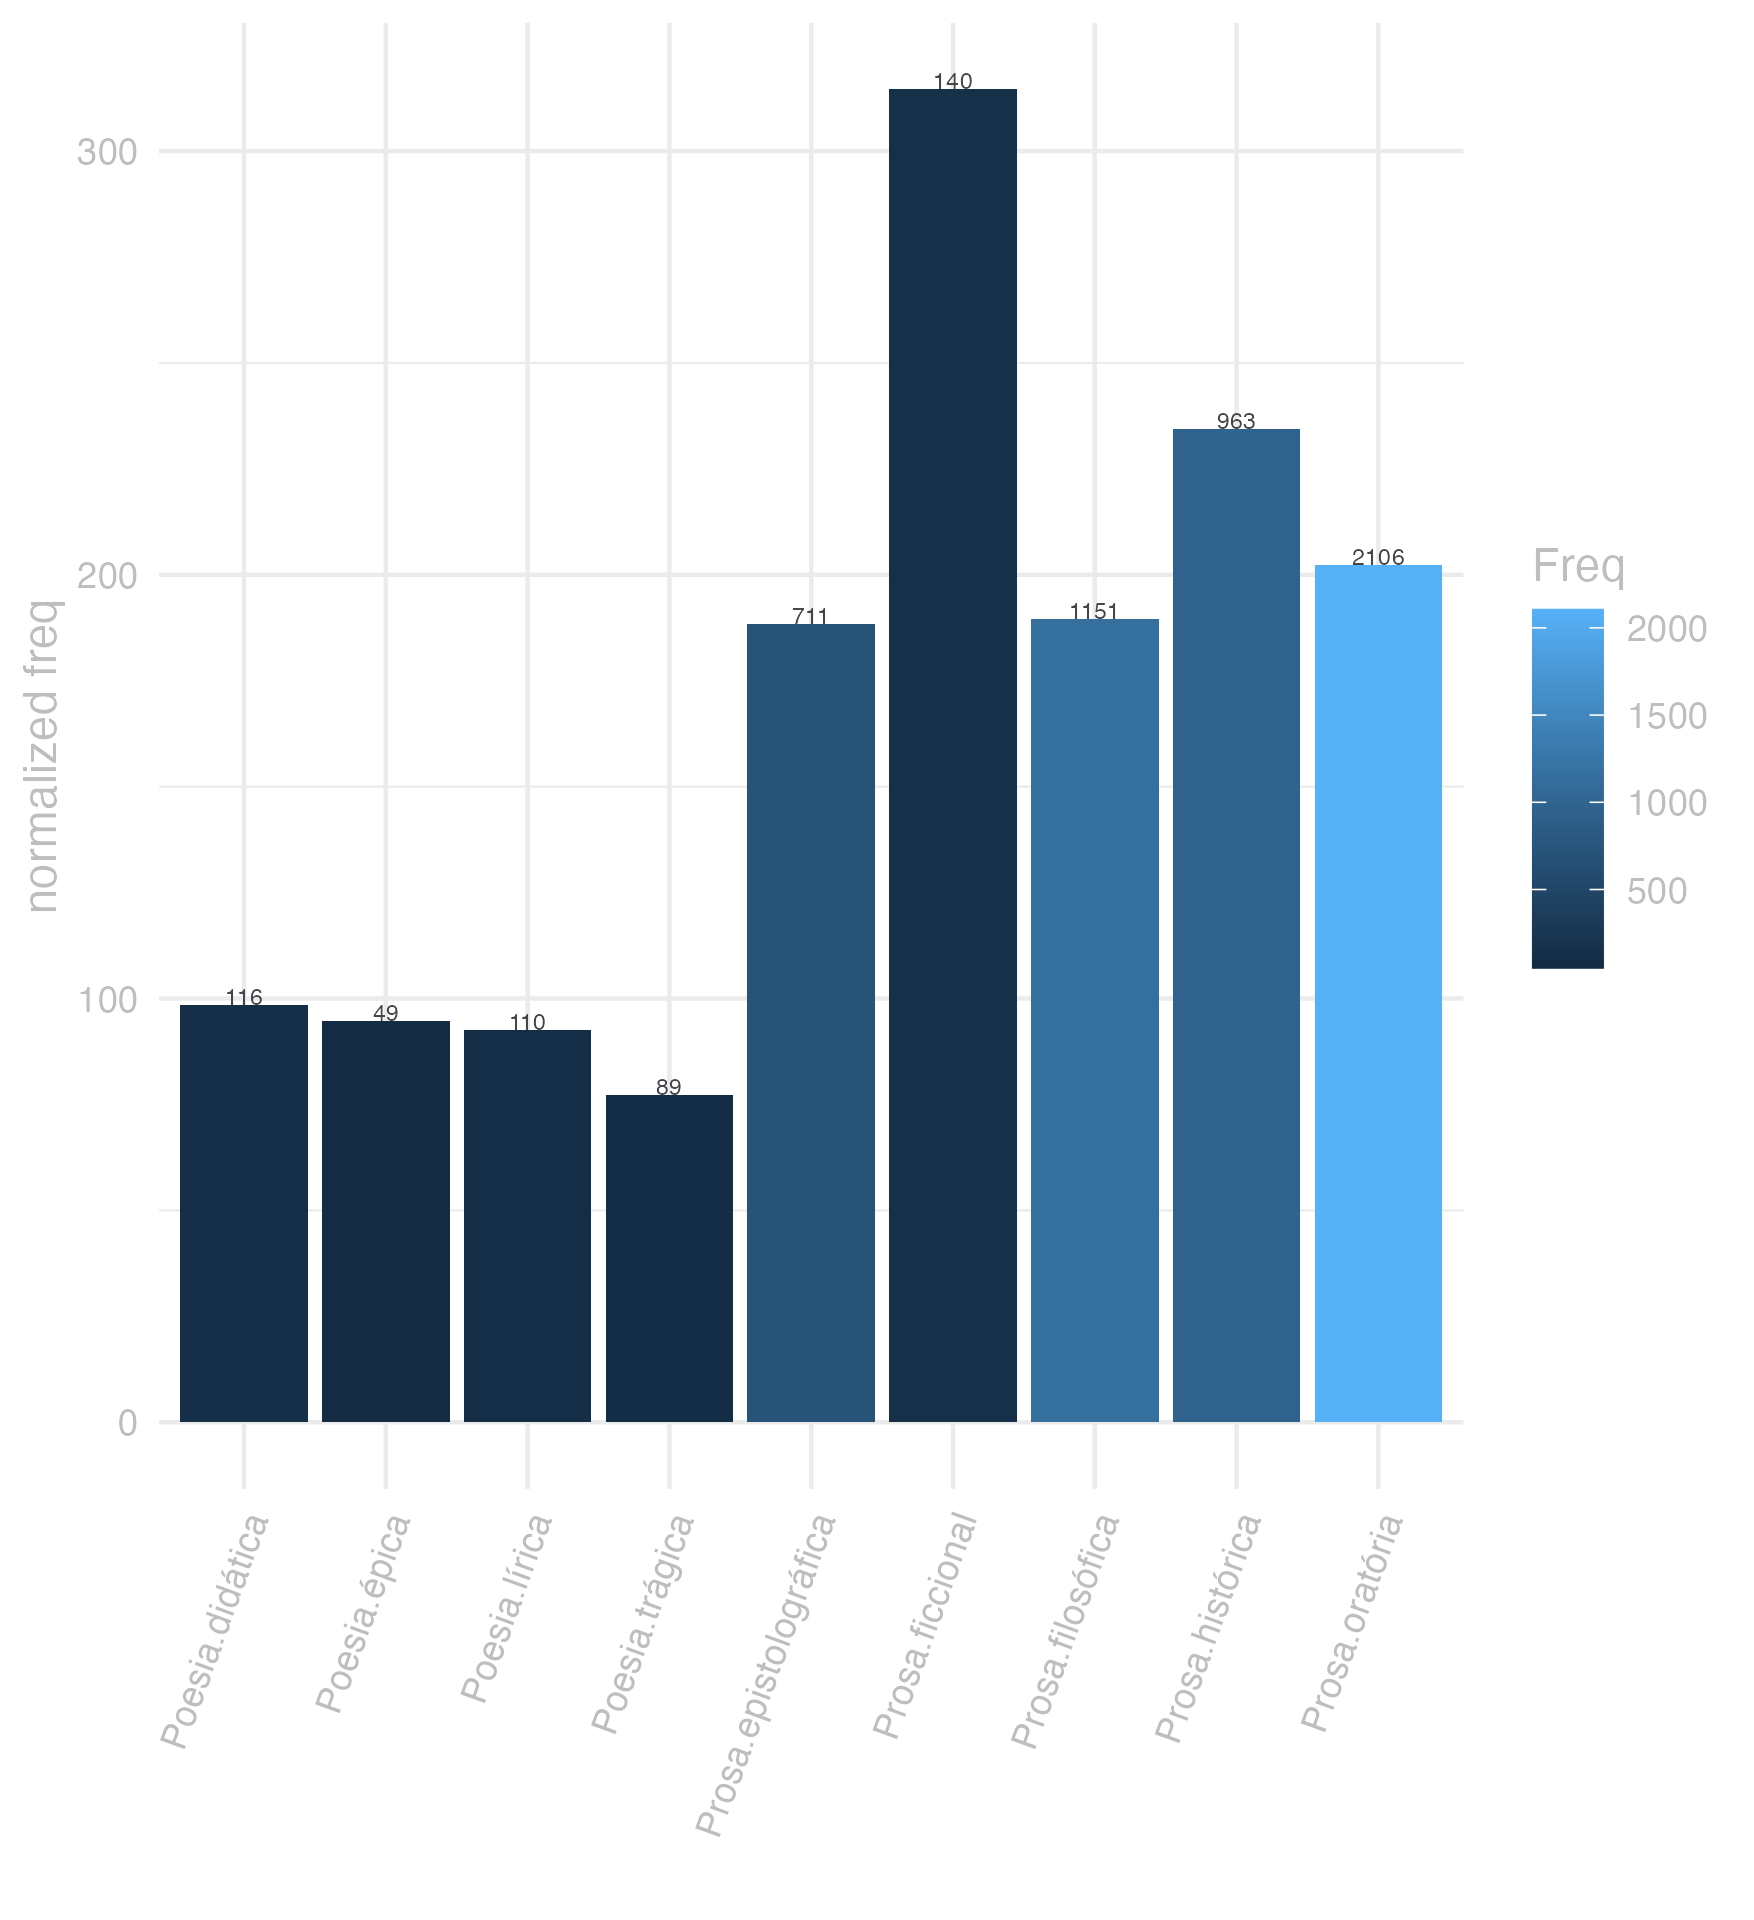 normalized freq
300
200
100
0
116
49
110
89
711
140
1151
963
2106
Poesia.didática
Poesia.épica
Poesia.lírica
Poesia.trágica
Prosa.epistolográfica
Prosa.ficcional
Prosa.filosófica
Prosa.histórica
Prosa.oratória
Freq
2000
1500
1000
500